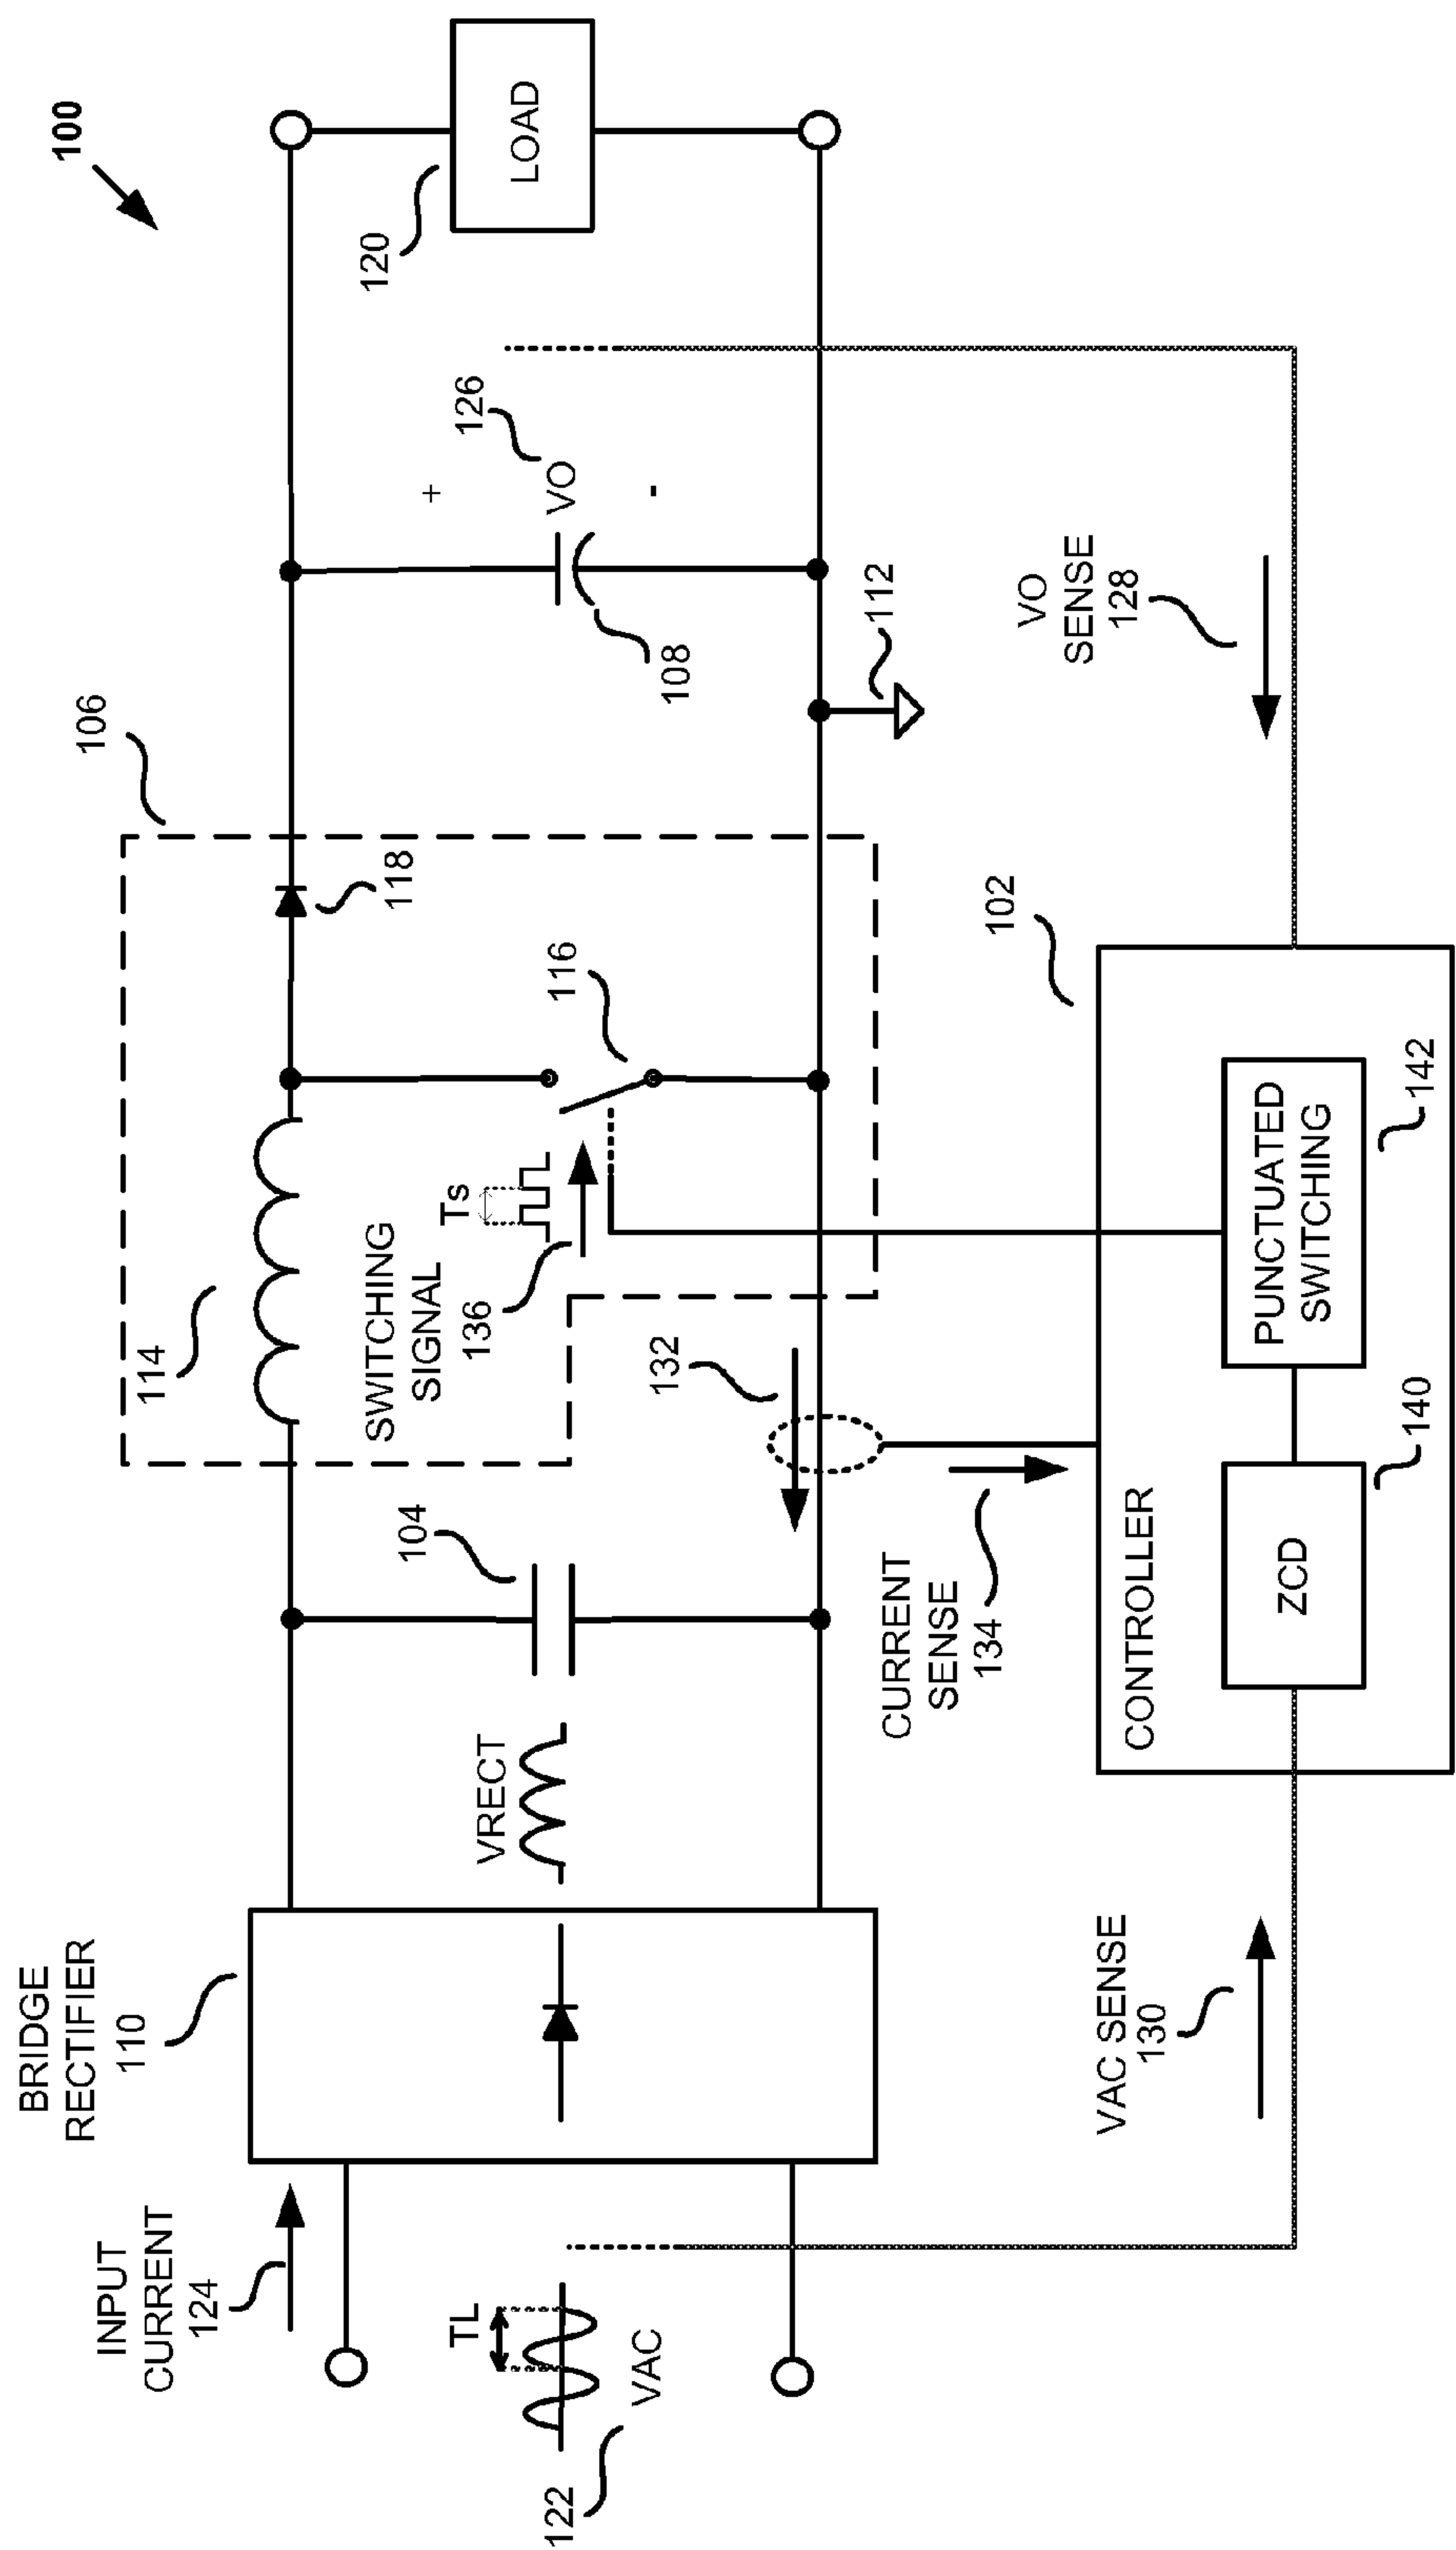 100
106
114
118
116
SWITCHING
SIGNAL
136
Ts
126
VO
+
-
108
112
120
LOAD
BRIDGE
RECTIFIER
110
INPUT
CURRENT
124
TL
VAC
122
VRECT
104
132
CURRENT
SENSE
134
VO
SENSE
128
VAC SENSE
130
102
CONTROLLER
ZCD
140
PUNCTUATED
SWITCHING
142